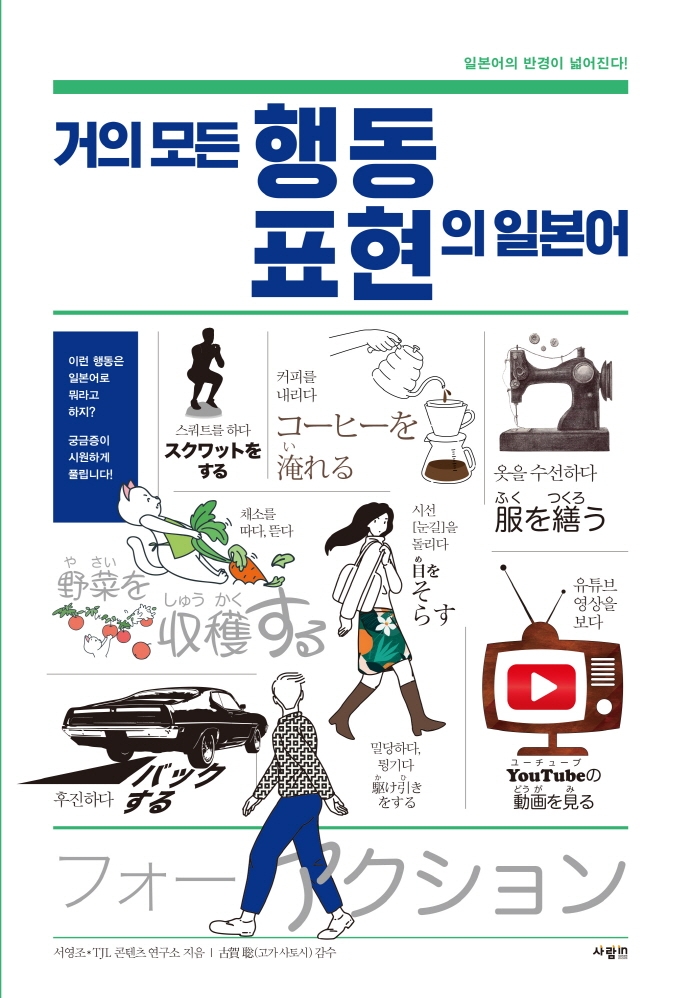 일본어의 반경이 넓어진다!
거의 모든 행동
표현의 일본어
이런 행동은
일본어로
뭐라고
하지?
궁금증이
시원하게
풀립니다!
스쿼트를 하다
スクワットを
する
커피를
내리다
コーヒーを
い
淹れる
옷을 수선하다
ふく つくろ
服を繕う
채소를
따다, 뜯다
や さい
野菜を
しゅう かく
収穫する
시선
[눈길]을
돌리다
め
目を
そらす
유튜브
영상을
보다
ユーチューブ
YouTubeの
どうが み
動画を見る
후진하다
バック
する
밀당하다,
튕기다
か ひ
駆け引き
をする
フォーアクション
서영조*TJL 콘텐츠 연구소 지음 | 古賀 聡(고가 사토시) 감수
사람in